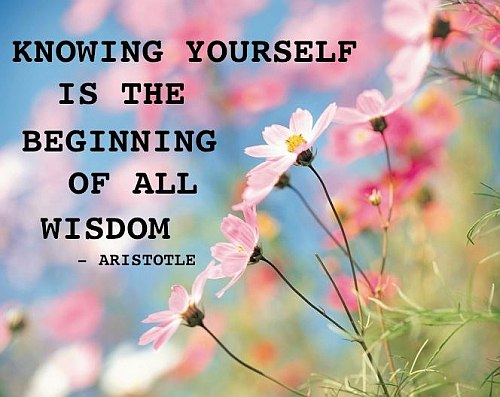 KNOWING YOURSELF
IS THE
BEGINNING
OF ALL
WISDOM
- ARISTOTLE